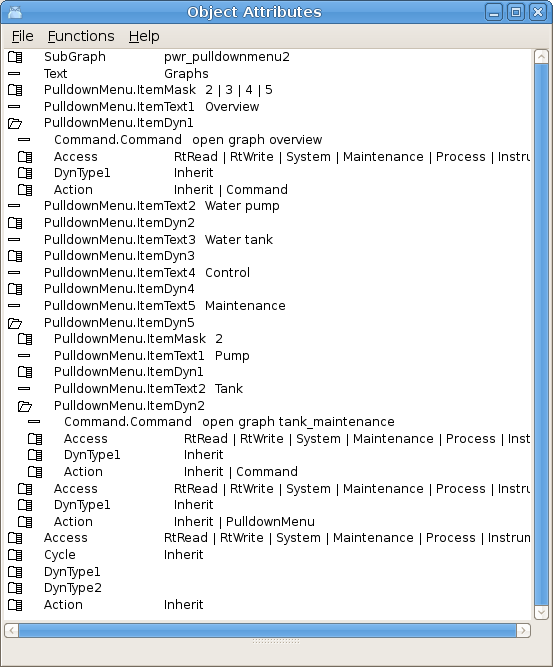 Object Attributes
File Functions Help
SubGraph pwr_pulldownmenu2
Text Graphs
PulldownMenu.ItemMask 2 | 3 | 4 | 5
PulldownMenu.ItemText1 Overview
PulldownMenu.ItemDyn1
Command.Command open graph overview
Access RtRead | RtWrite | System | Maintenance | Process | Instru
DynType1 Inherit
Action Inherit | Command
PulldownMenu.ItemText2 Water pump
PulldownMenu.ItemDyn2
PulldownMenu.ItemText3 Water tank
PulldownMenu.ItemDyn3
PulldownMenu.ItemText4 Control
PulldownMenu.ItemDyn4
PulldownMenu.ItemText5 Maintenance
PulldownMenu.ItemDyn5
PulldownMenu.ItemMask 2
PulldownMenu.ItemText1 Pump
PulldownMenu.ItemDyn1
PulldownMenu.ItemText2 Tank
PulldownMenu.ItemDyn2
Command.Command open graph tank_maintenance
Access RtRead | RtWrite | System | Maintenance | Process | Inst
DynType1 Inherit
Action Inherit | Command
Access RtRead | RtWrite | System | Maintenance | Process | Instru
DynType1 Inherit
Action Inherit | PulldownMenu
Access RtRead | RtWrite | System | Maintenance | Process | Instrum
Cycle Inherit
DynType1
DynType2
Action Inherit